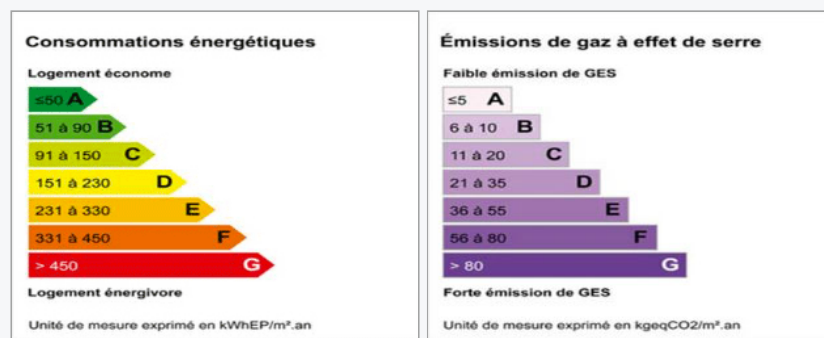 Consommations énergétiques
Logement économe
≤50 A
51 à 90 B
91 à 150 C
151 à 230 D
231 à 330 E
331 à 450 F
> 450 G
Logement énergivore
Unité de mesure exprimé en kWhEP/m².an
Émissions de gaz à effet de serre
Faible émission de GES
≤5 A
6 à 10 B
11 à 20 C
21 à 35 D
36 à 55 E
56 à 80 F
> 80 G
Forte émission de GES
Unité de mesure exprimé en kgeqCO2/m².an